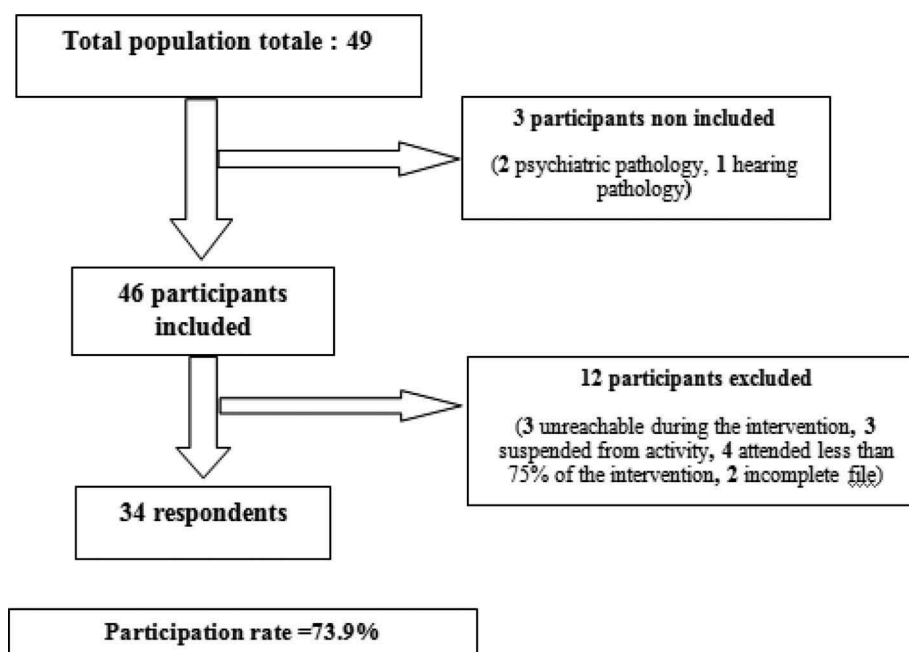 Total population totale : 49
3 participants non included
(2 psychiatric pathology, 1 hearing
pathology)
46 participants
included
12 participants excluded
(3 unreachable during the intervention, 3
suspended from activity, 4 attended less than
75% of the intervention, 2 incomplete file)
34 respondents
Participation rate =73.9%